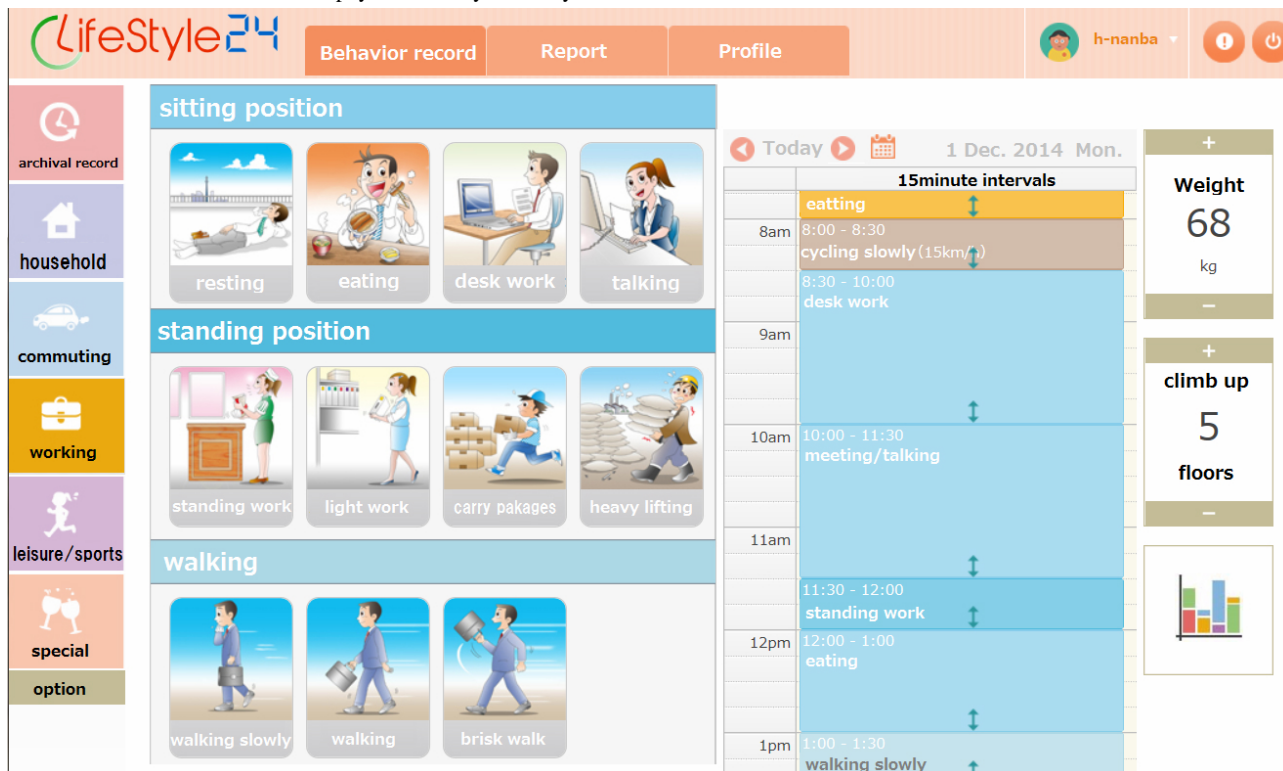 LifeStyle24
Behavior record
Report
Profile
h-nanba
archival record
household
commuting
working
leisure/sports
special
option
sitting position
resting
eating
desk work
talking
standing position
standing work
light work
carry pakages
heavy lifting
walking
walking slowly
walking
brisk walk
Today
1 Dec. 2014 Mon.
15minute intervals
eatting
8am
8:00 - 8:30
cycling slowly(15km/h)
8:30 - 10:00
desk work
9am
10am
10:00 - 11:30
meeting/talking
11am
11:30 - 12:00
standing work
12pm
12:00 - 1:00
eating
1pm
1:00 - 1:30
walking slowly
+
Weight
68
kg
−
+
climb up
5
floors
−